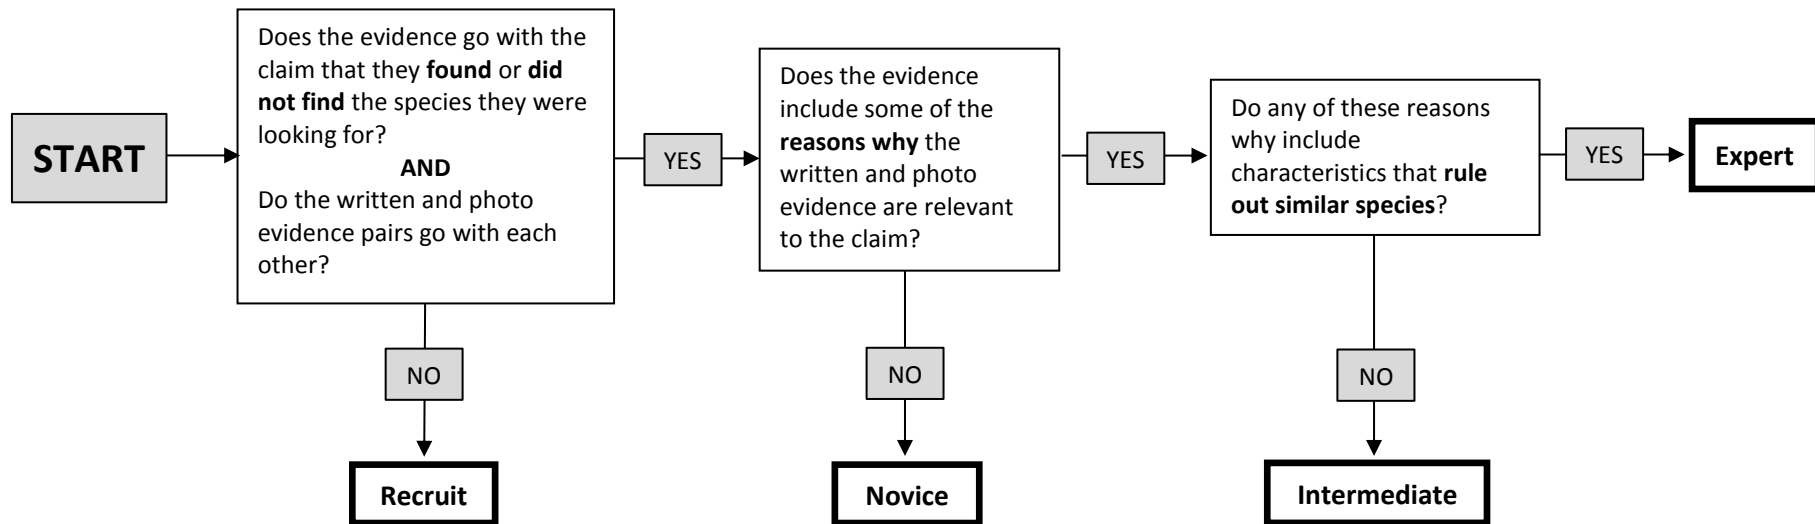 START
Does the evidence go with the
claim that they found or did
not find the species they were
looking for?
AND
Do the written and photo
evidence pairs go with each
other?
YES
Does the evidence
include some of the
reasons why the
written and photo
evidence are relevant
to the claim?
YES
Do any of these reasons
why include
characteristics that rule
out similar species?
YES
Expert
NO
NO
NO
Recruit
Novice
Intermediate